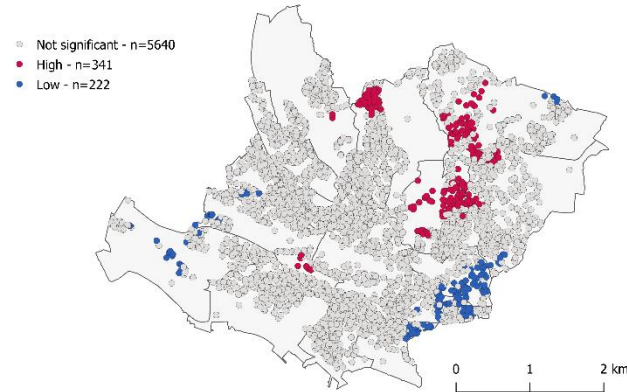 Not significant - n=5640
High - n=341
Low - n=222
0 1 2 km